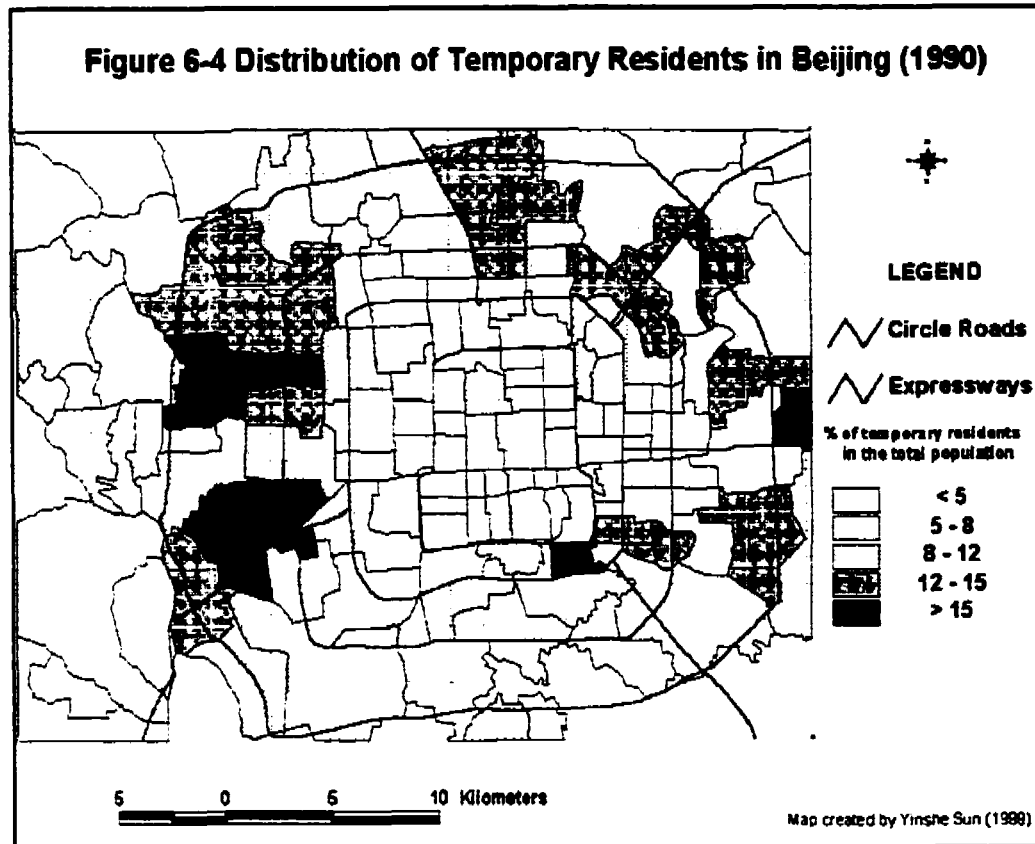 Figure 6-4 Distribution of Temporary Residents in Beijing (1990)
LEGEND
Circle Roads
Expressways
% of temporary residents
in the total population
< 5
5 - 8
8 - 12
12 - 15
> 15
5 0 5 10 Kilometers
Map created by Yinshe Sun (1999)